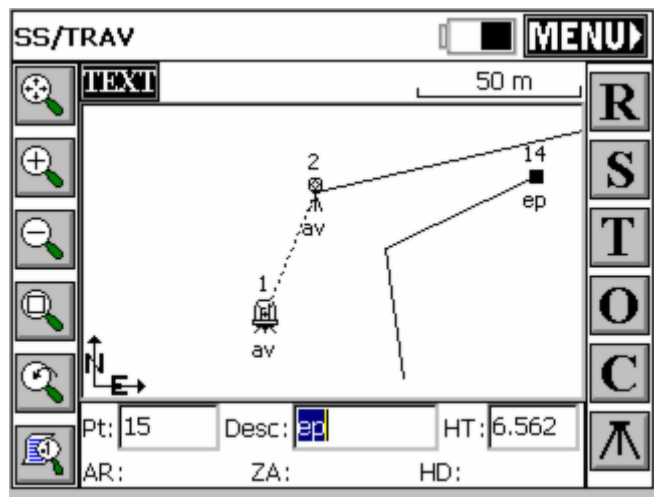 SS/TRAV
MENU
TEXT
50 m
R
S
T
O
C
2
av
14
ep
1
av
N
E
Pt: 15 Desc: ep HT: 6.562
AR: ZA: HD: